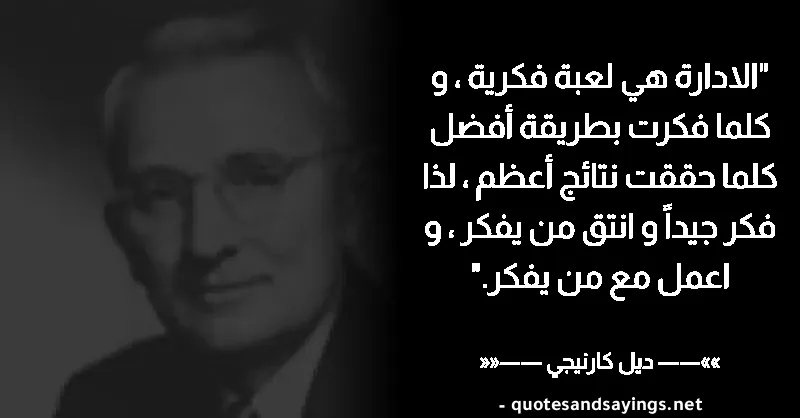 "الادارة هي لعبة فكرية ، و
كلما فكرت بطريقة أفضل
كلما حققت نتائج أعظم ، لذا
فكر جيداً و انتق من يفكر ، و
اعمل مع من يفكر."
»»—— ديل كارنيجي ——««
- quotesandsayings.net